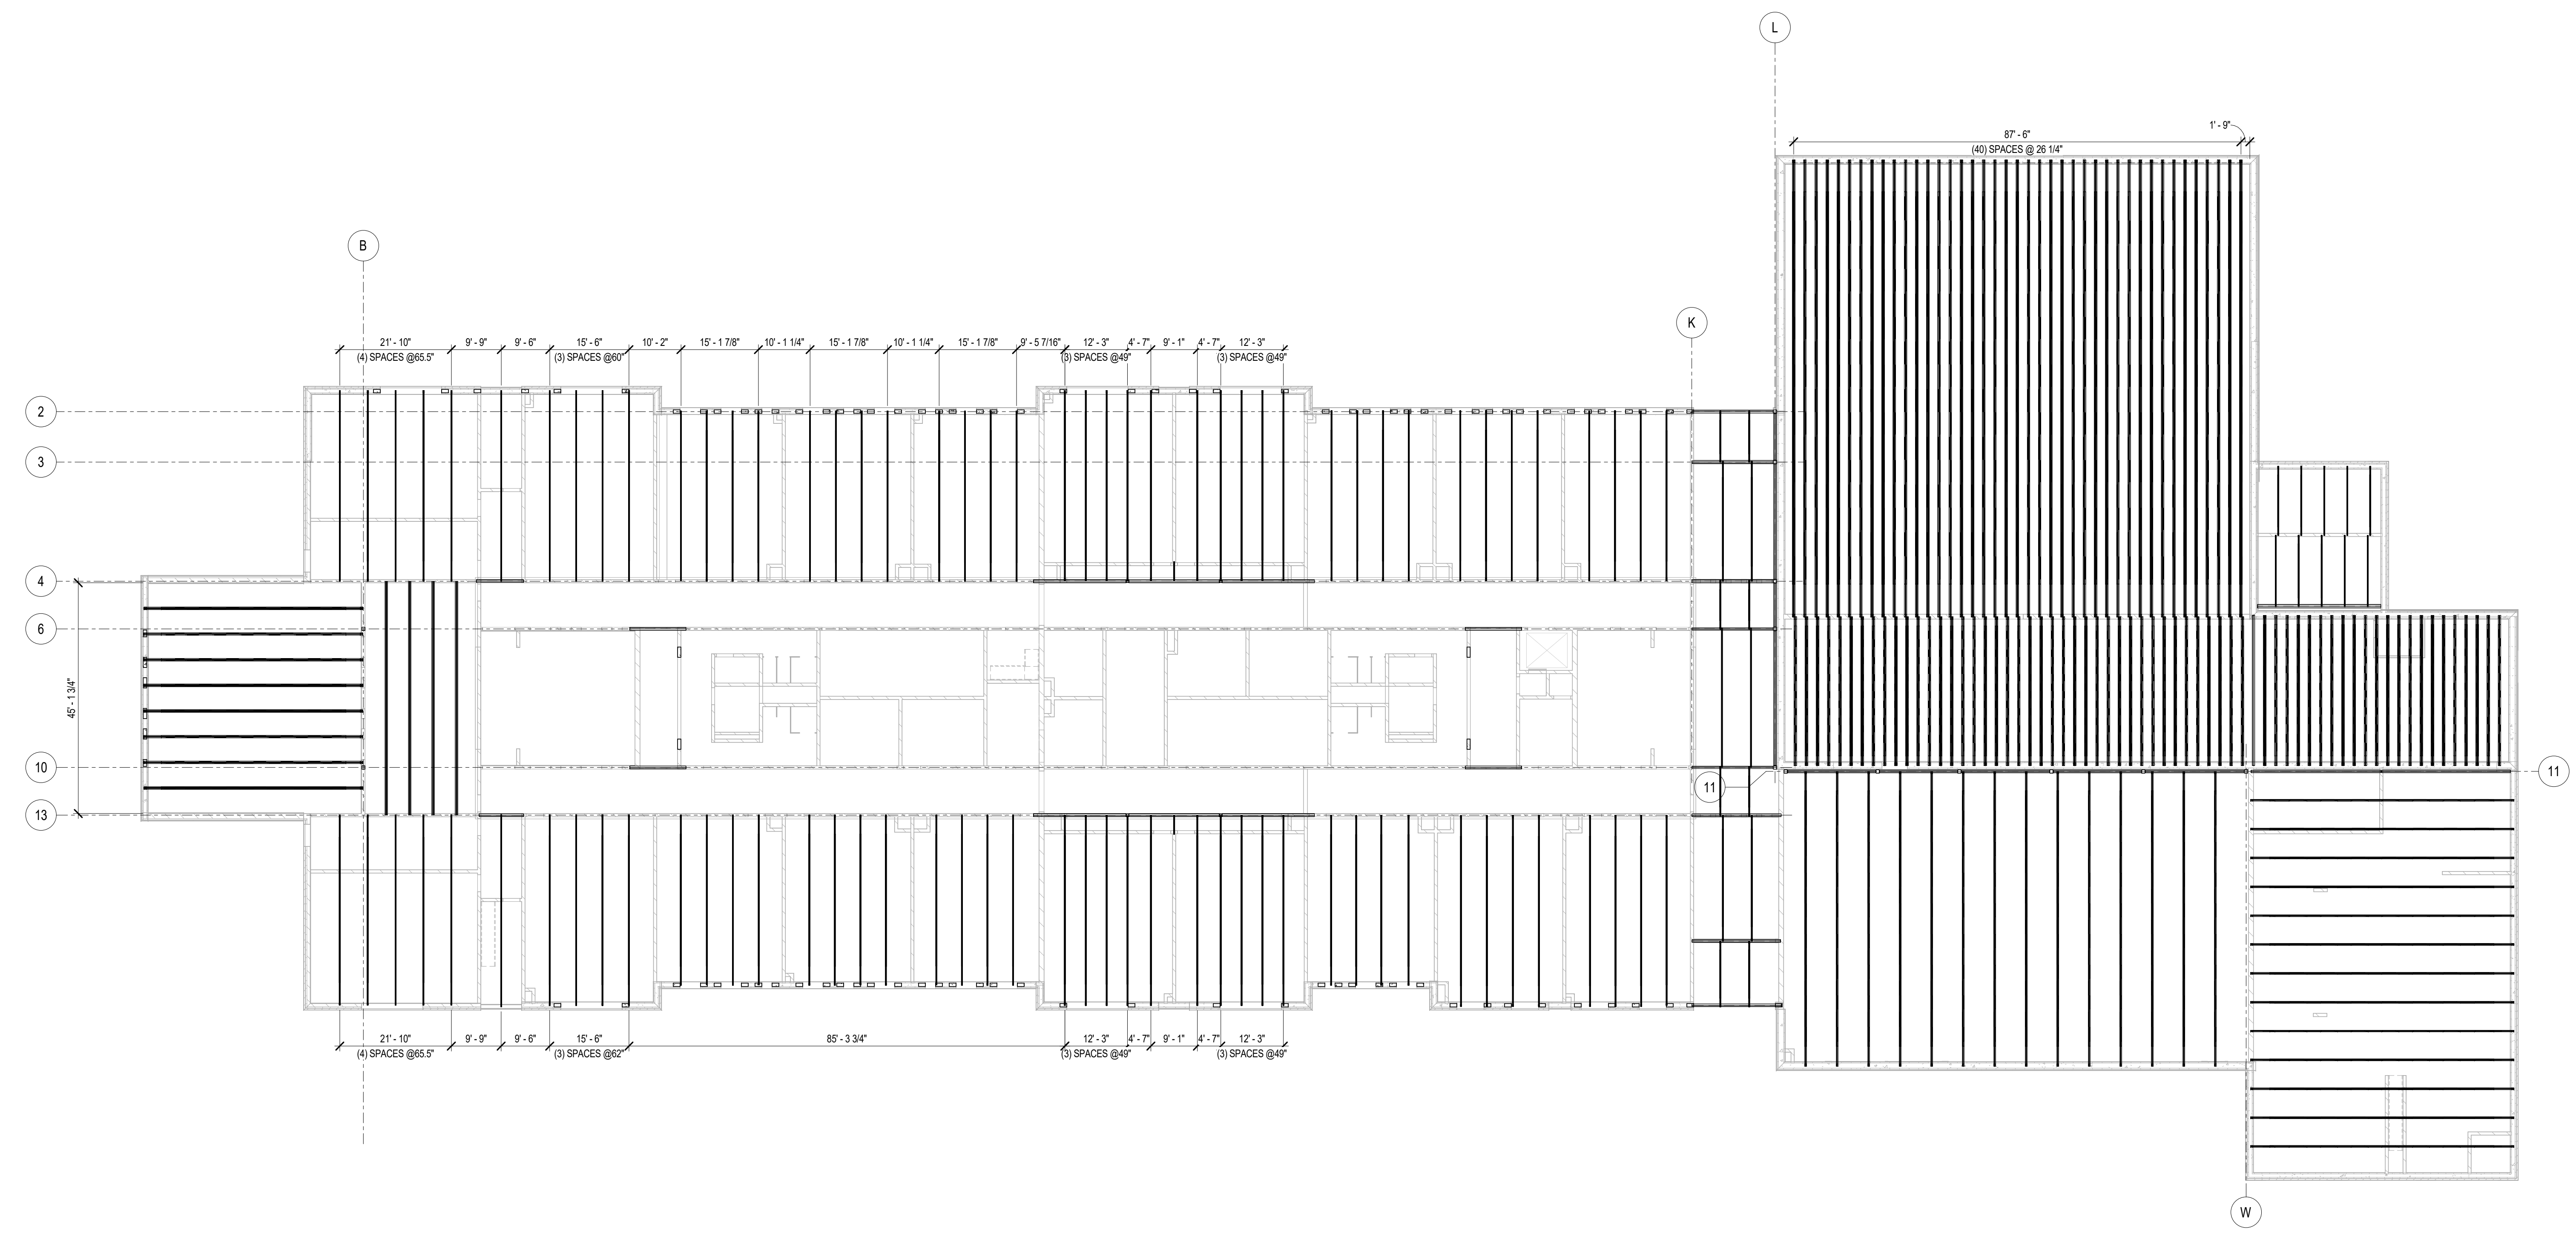 L
87' - 6"
1' - 9"
(40) SPACES @ 26 1/4"
B
K
21' - 10"
9' - 9"
9' - 6"
15' - 6"
10' - 2"
15' - 1 7/8"
10' - 1 1/4"
15' - 1 7/8"
10' - 1 1/4"
15' - 1 7/8"
9' - 5 7/16"
12' - 3"
4' - 7"
9' - 1"
4' - 7"
12' - 3"
(4) SPACES @65.5"
(3) SPACES @60"
(3) SPACES @49"
(3) SPACES @49"
2
3
4
6
45' - 1 3/4"
10
11
11
13
21' - 10"
9' - 9"
9' - 6"
15' - 6"
85' - 3 3/4"
12' - 3"
4' - 7"
9' - 1"
4' - 7"
12' - 3"
(4) SPACES @65.5"
(3) SPACES @62"
(3) SPACES @49"
(3) SPACES @49"
W